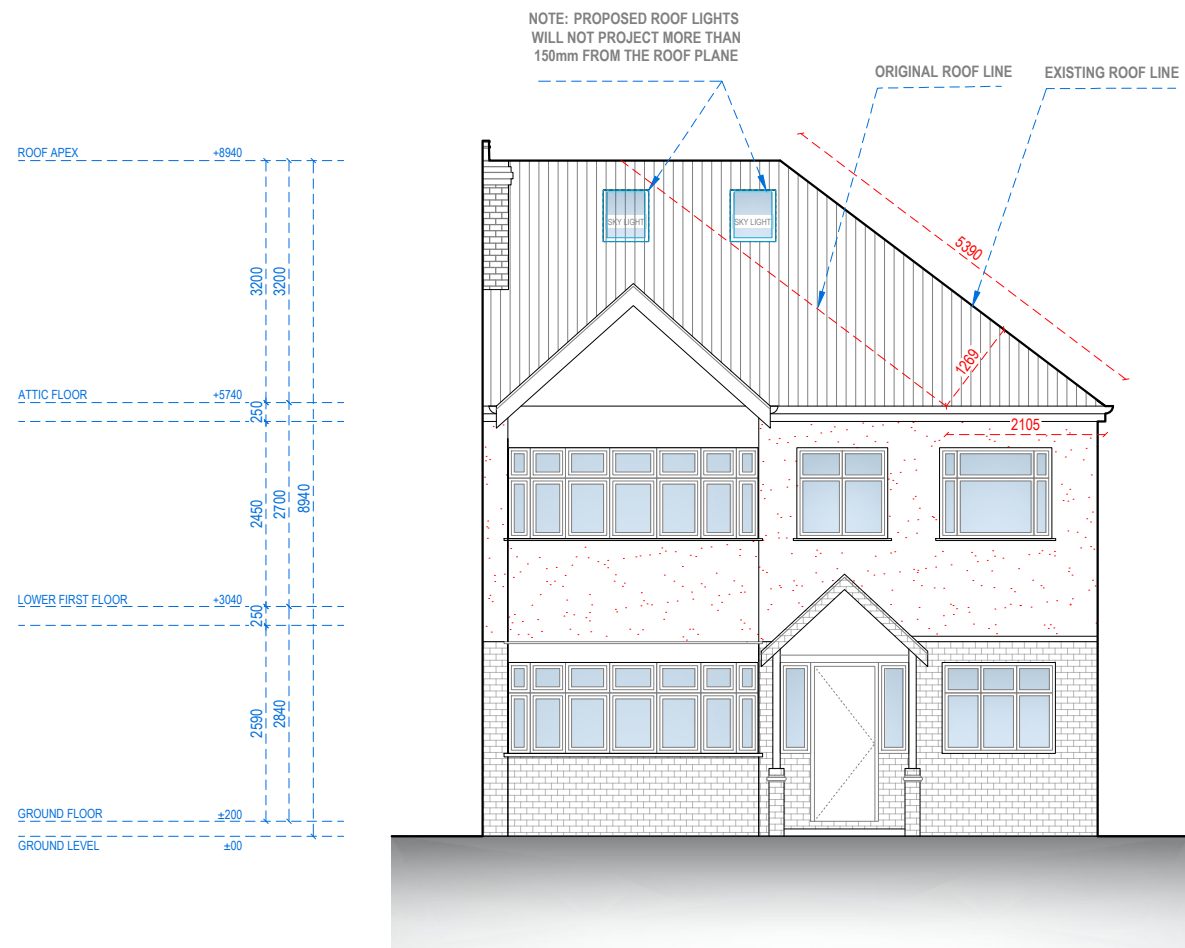 NOTE: PROPOSED ROOF LIGHTS
WILL NOT PROJECT MORE THAN
150mm FROM THE ROOF PLANE
ORIGINAL ROOF LINE
EXISTING ROOF LINE
ROOF APEX +8940
SKY LIGHT
SKY LIGHT
5390
3200
3200
1269
ATTIC FLOOR +5740
250
2105
2450
2700
8940
LOWER FIRST FLOOR +3040
250
2590
2840
GROUND FLOOR ±200
GROUND LEVEL ±00